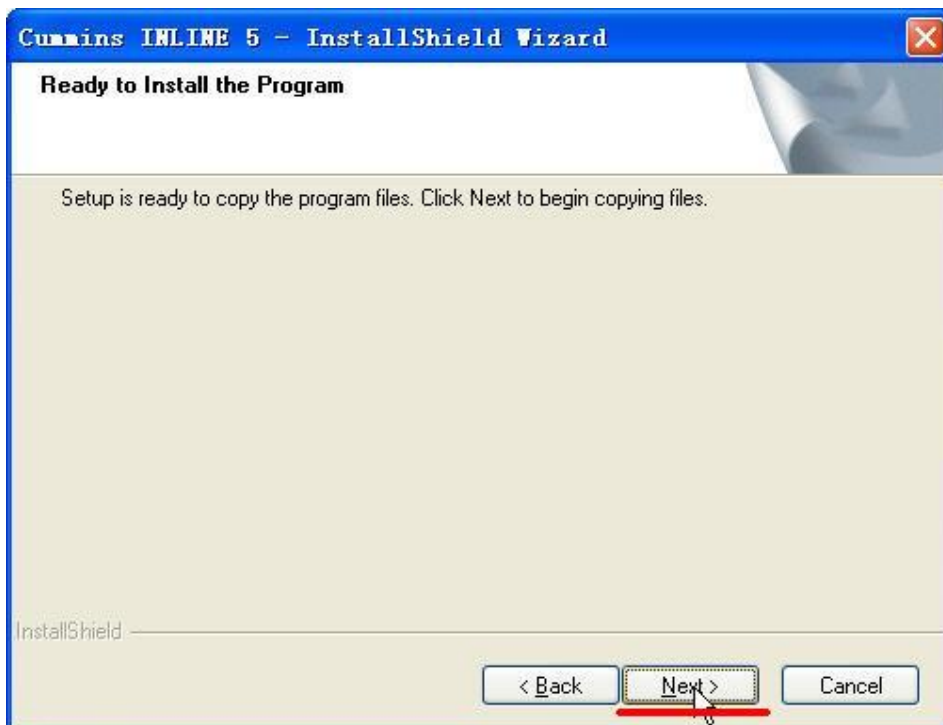 Cummins INLINE 5 - InstallShield Wizard
Ready to Install the Program
Setup is ready to copy the program files. Click Next to begin copying files.
InstallShield
< Back Next > Cancel